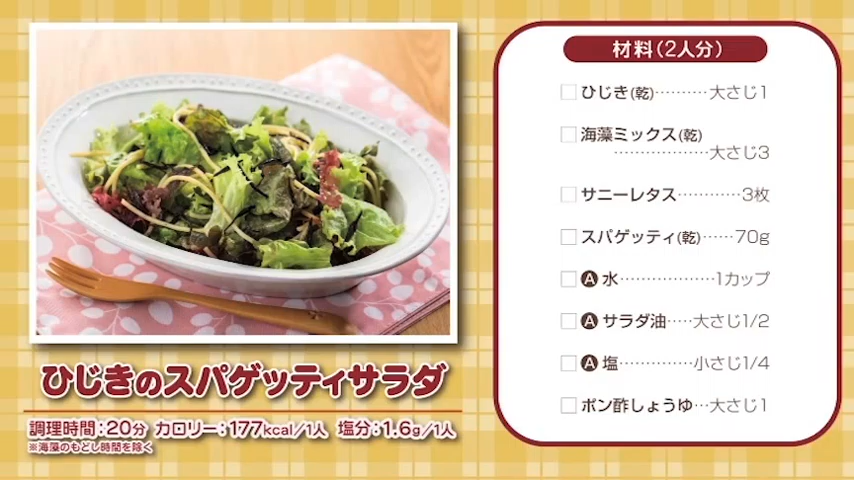 ひじきのスパゲッティサラダ
調理時間:20分 カロリー:177kcal/1人 塩分:1.6g/1人
※海藻のもどし時間を除く
材料(2人分)
ひじき(乾)………大さじ1
海藻ミックス(乾)
………………大さじ3
サニーレタス…………3枚
スパゲッティ(乾)……70g
A 水………………1カップ
A サラダ油……大さじ1/2
A 塩……………小さじ1/4
ポン酢しょうゆ…大さじ1